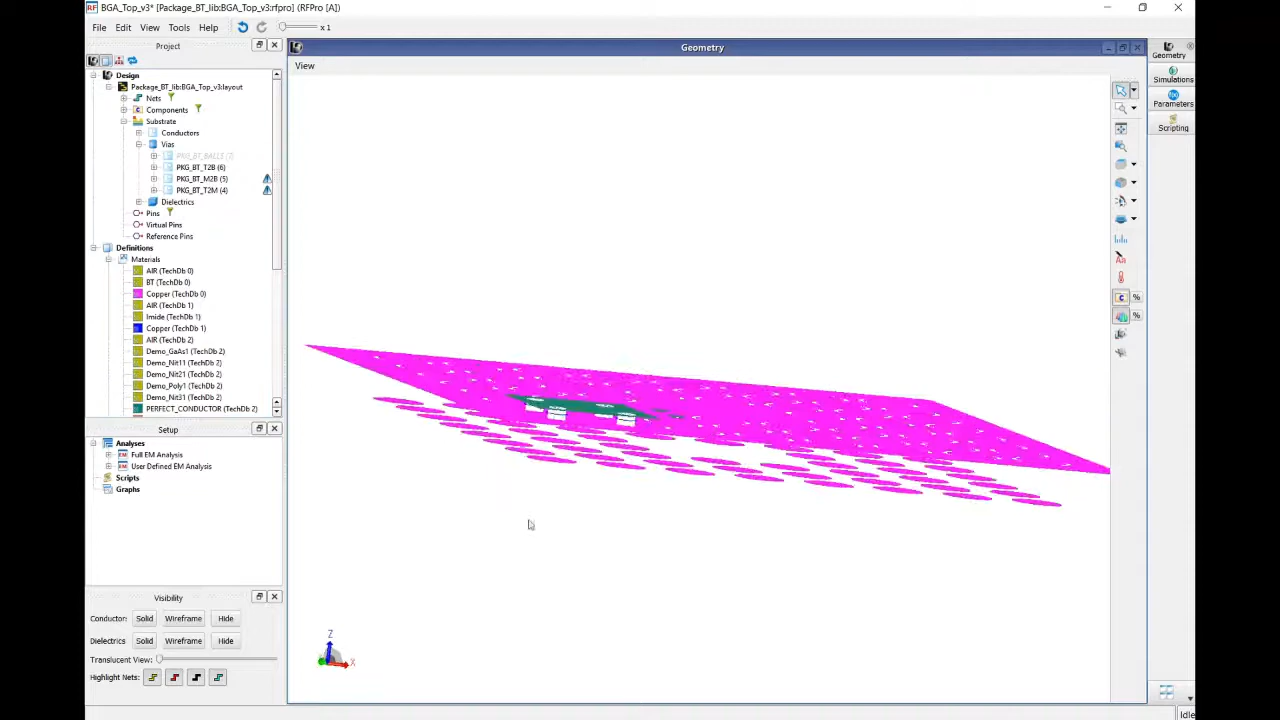 BGA_Top_v3* [Package_BT_lib:BGA_Top_v3:rfpro] (RFPro [A])
File Edit View Tools Help x 1
Project
Design
Package_BT_lib:BGA_Top_v3:layout
Nets
Components
Substrate
Conductors
Vias
PKG_BT_BALLS (7)
PKG_BT_T2B (6)
PKG_BT_M2B (5)
PKG_BT_T2M (4)
Dielectrics
Pins
Virtual Pins
Reference Pins
Definitions
Materials
AIR (TechDb 0)
BT (TechDb 0)
Copper (TechDb 0)
AIR (TechDb 1)
Imide (TechDb 1)
Copper (TechDb 1)
AIR (TechDb 2)
Demo_GaAs1 (TechDb 2)
Demo_Nit11 (TechDb 2)
Demo_Nit21 (TechDb 2)
Demo_Poly1 (TechDb 2)
Demo_Nit31 (TechDb 2)
PERFECT_CONDUCTOR (TechDb 2)
Setup
Analyses
Full EM Analysis
User Defined EM Analysis
Scripts
Graphs
Visibility
Conductor: Solid Wireframe Hide
Dielectrics Solid Wireframe Hide
Translucent View:
Highlight Nets:
Geometry
View
Z
X
Geometry
Simulations
Parameters
Scripting
Idle